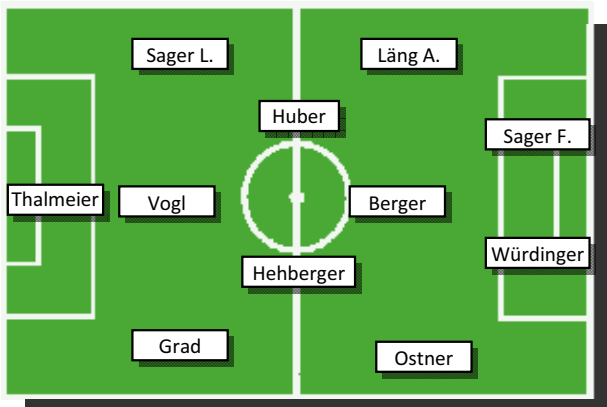 Sager L.
Läng A.
Huber
Sager F.
Thalmeier
Vogl
Berger
Würdinger
Hehberger
Grad
Ostner